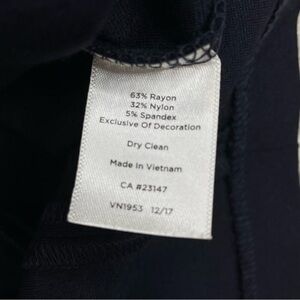 63% Rayon
32% Nylon
5% Spandex
Exclusive Of Decoration
Dry Clean
Made In Vietnam
CA #23147
VN1953 12/17